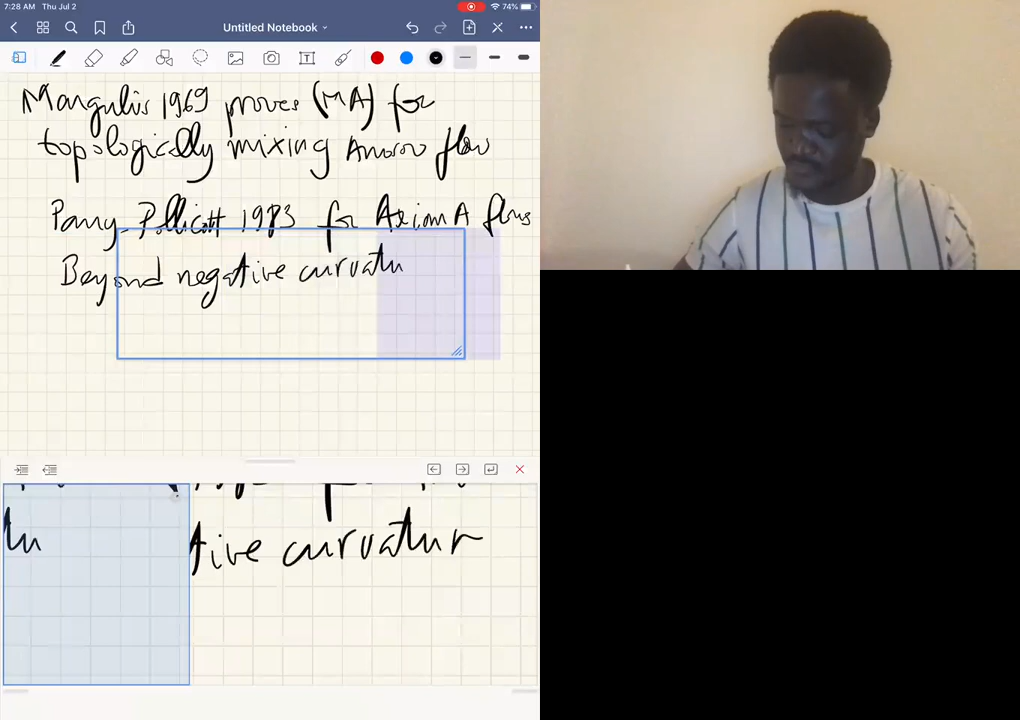 7:28 AM Thu Jul 2
74%
Untitled Notebook
Margulis 1969 proves (MA) for
topologically mixing Anosov flow
Parry-Pollicott 1983 for Axiom A flows
Beyond negative curvatu
tu
tive curvatur